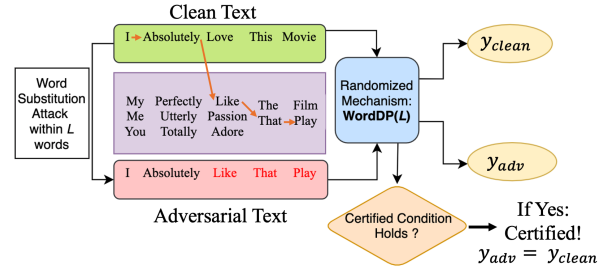 Clean Text
I Absolutely Love This Movie
Word
Substitution
Attack
within L
words
My Perfectly Like The Film
Me Utterly Passion That Play
You Totally Adore
I Absolutely Like That Play
Adversarial Text
Randomized
Mechanism:
WordDP(L)
y_clean
y_adv
Certified Condition
Holds ?
If Yes:
Certified!
y_adv = y_clean